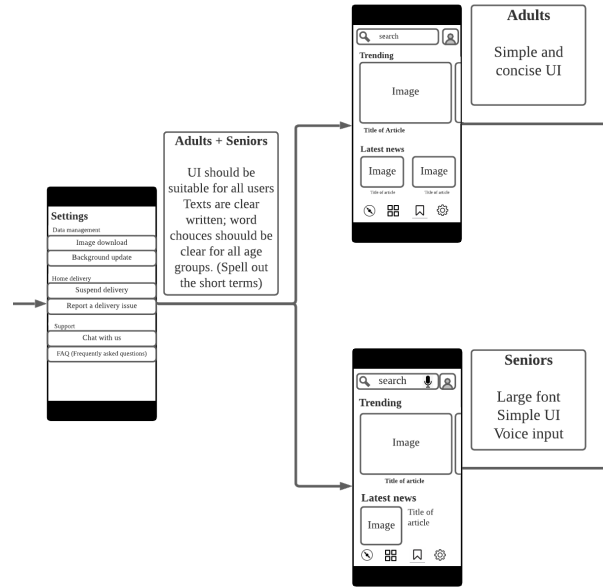 Settings
Data management
Image download
Background update
Home delivery
Suspend delivery
Report a delivery issue
Support
Chat with us
FAQ (Frequently asked questions)
Adults + Seniors
UI should be
suitable for all users
Texts are clear
written; word
chouces shouuld be
clear for all age
groups. (Spell out
the short terms)
search
Trending
Image
Title of Article
Latest news
Image
Image
Title of article
Title of article
Adults
Simple and
concise UI
search
Trending
Image
Title of article
Latest news
Image
Title of
article
Seniors
Large font
Simple UI
Voice input